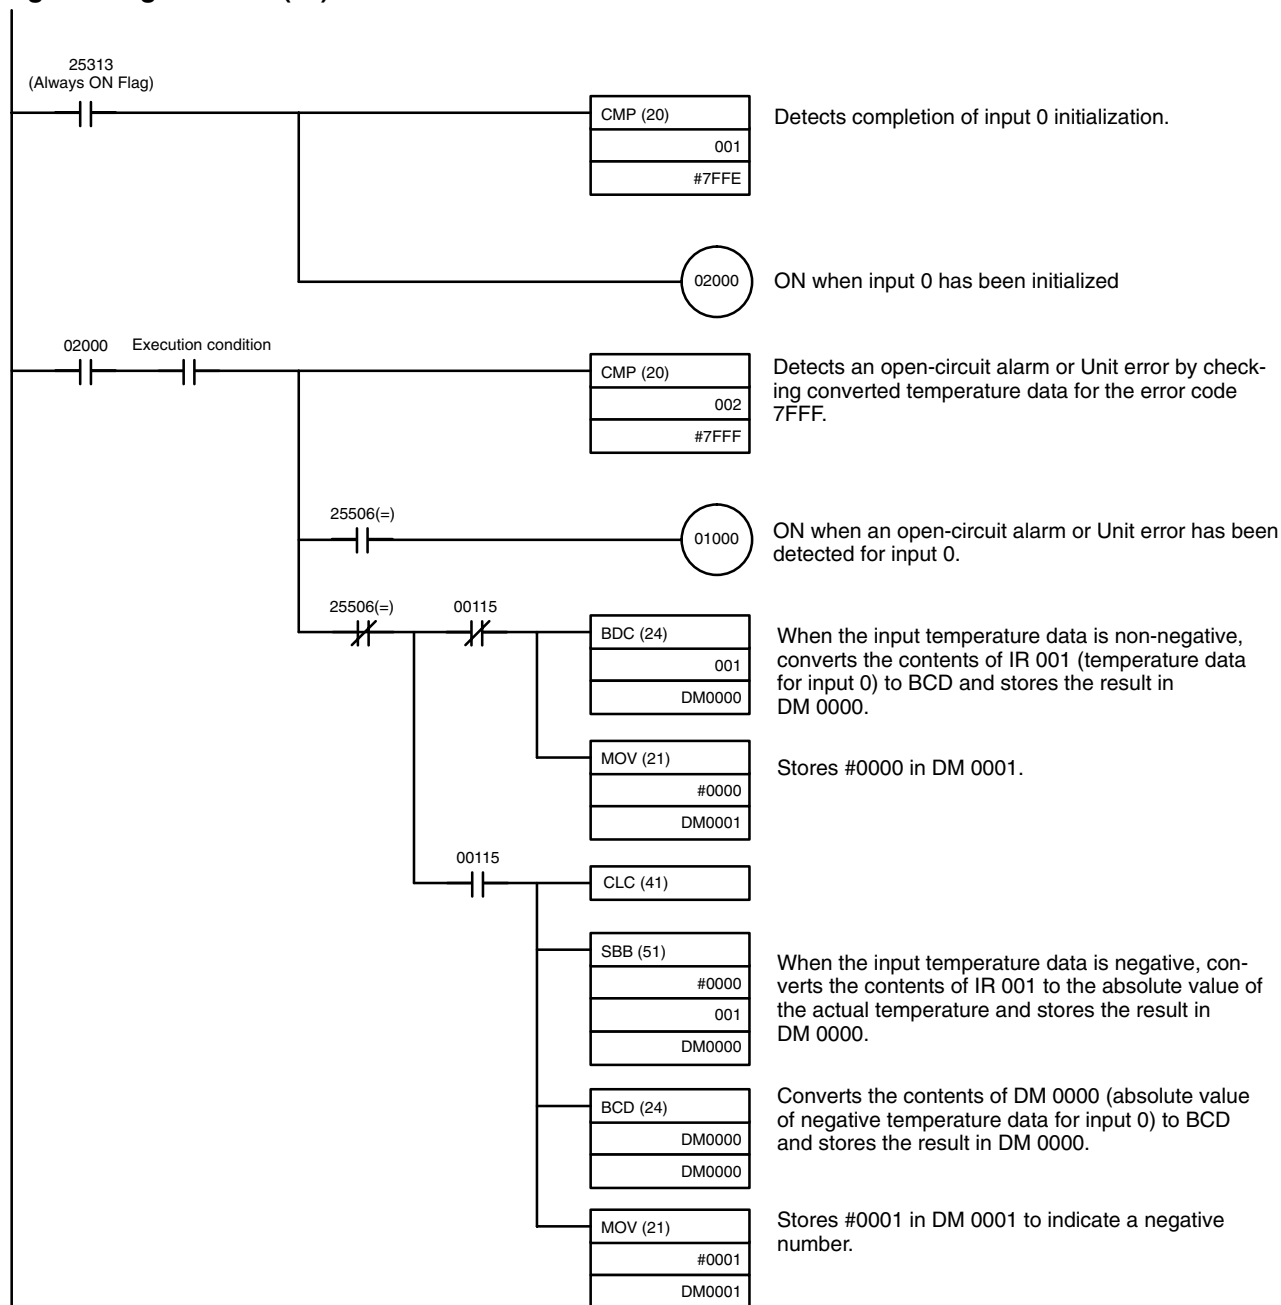 25313
(Always ON Flag)
CMP (20)
001
#7FFE
Detects completion of input 0 initialization.
02000
ON when input 0 has been initialized
02000
Execution condition
CMP (20)
002
#7FFF
Detects an open-circuit alarm or Unit error by check-
ing converted temperature data for the error code
7FFF.
25506(=)
01000
ON when an open-circuit alarm or Unit error has been
detected for input 0.
25506(=)
00115
BDC (24)
001
DM0000
When the input temperature data is non-negative,
converts the contents of IR 001 (temperature data
for input 0) to BCD and stores the result in
DM 0000.
MOV (21)
#0000
DM0001
Stores #0000 in DM 0001.
00115
CLC (41)
SBB (51)
#0000
001
DM0000
When the input temperature data is negative, con-
verts the contents of IR 001 to the absolute value of
the actual temperature and stores the result in
DM 0000.
BCD (24)
DM0000
DM0000
Converts the contents of DM 0000 (absolute value
of negative temperature data for input 0) to BCD
and stores the result in DM 0000.
MOV (21)
#0001
DM0001
Stores #0001 in DM 0001 to indicate a negative
number.